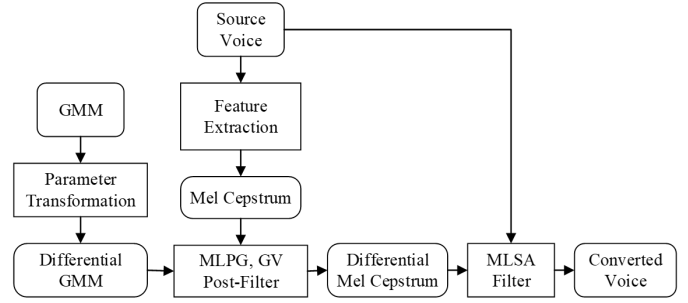 Source
Voice
GMM
Feature
Extraction
Parameter
Transformation
Mel Cepstrum
Differential
GMM
MLPG, GV
Post-Filter
Differential
Mel Cepstrum
MLSA
Filter
Converted
Voice